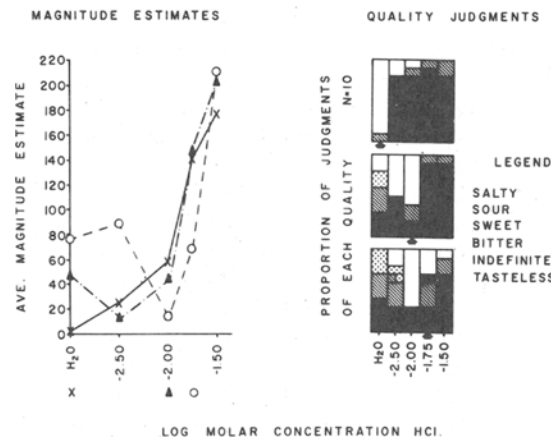 MAGNITUDE ESTIMATES
QUALITY JUDGMENTS
AVE. MAGNITUDE ESTIMATE
220
200
180
160
140
120
100
80
60
40
20
0
H2O
-2.50
-2.00
-1.50
X
▲
O
PROPORTION OF JUDGMENTS
OF EACH QUALITY
N=10
LEGEND
SALTY
SOUR
SWEET
BITTER
INDEFINITE
TASTELESS
H2O
-2.50
-2.00
-1.75
-1.50
LOG MOLAR CONCENTRATION HCl.